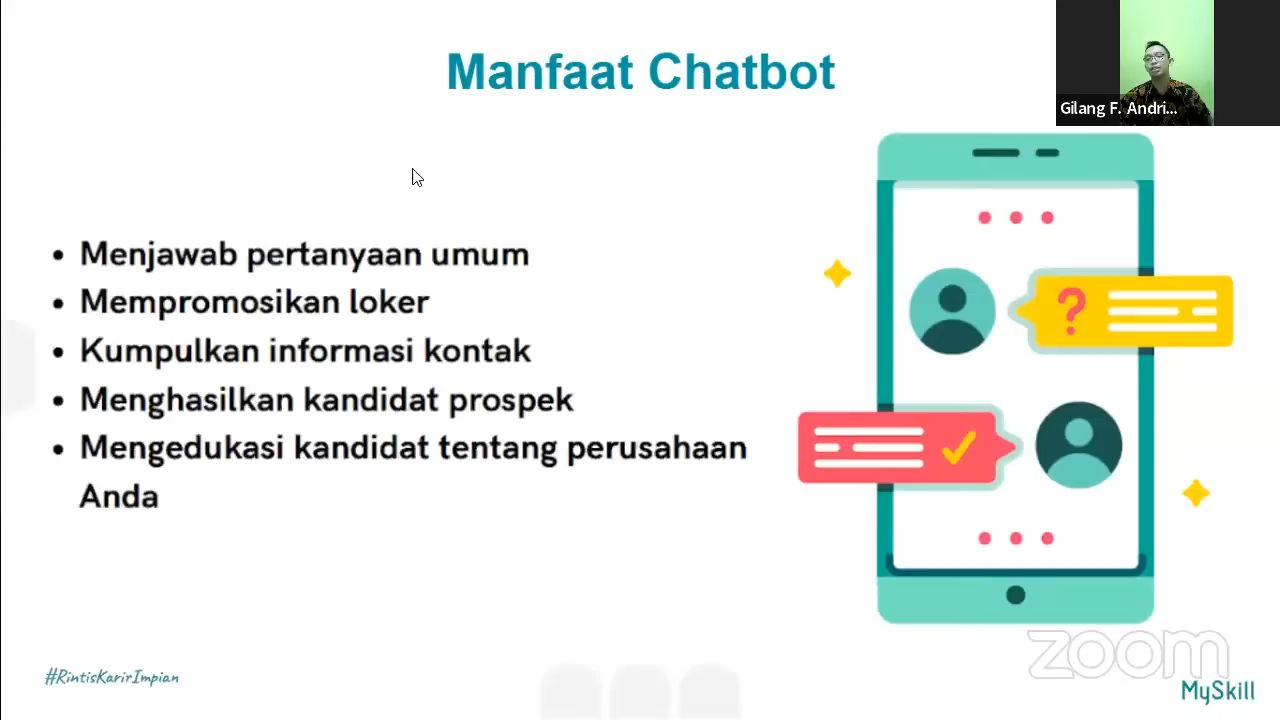 Manfaat Chatbot
Gilang F. Andri...
• Menjawab pertanyaan umum
• Mempromosikan loker
• Kumpulkan informasi kontak
• Menghasilkan kandidat prospek
• Mengedukasi kandidat tentang perusahaan
Anda
?
#RintisKarirImpian
zoom
MySkill